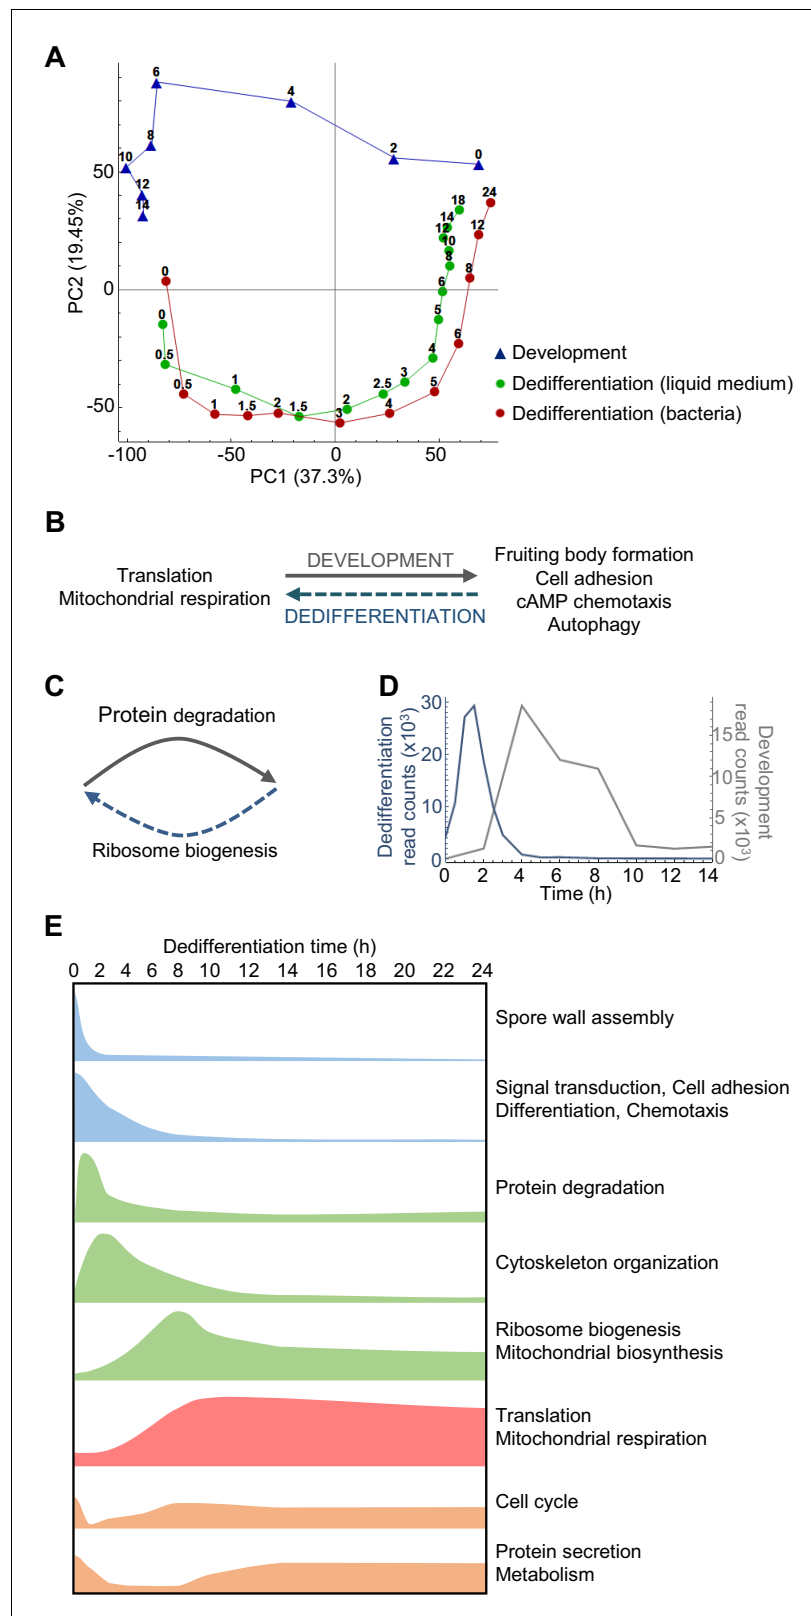 A
6
4
2
0
8
10
12
14
50
0
-50
PC2 (19.45%)
-100
-50
0
50
PC1 (37.3%)
0
0.5
1
1.5
2
2.5
3
4
5
6
8
10
12
14
18
0
0.5
1
1.5
2
3
4
5
6
8
12
24
Development
Dedifferentiation (liquid medium)
Dedifferentiation (bacteria)
B
Translation
Mitochondrial respiration
DEVELOPMENT
DEDIFFERENTIATION
Fruiting body formation
Cell adhesion
cAMP chemotaxis
Autophagy
C
Protein degradation
Ribosome biogenesis
D
Dedifferentiation
read counts (x10³)
30
20
10
0
15
10
5
0
Development
read counts (x10³)
0 2 4 6 8 10 12 14
Time (h)
E
Dedifferentiation time (h)
0 2 4 6 8 10 12 14 16 18 20 22 24
Spore wall assembly
Signal transduction, Cell adhesion
Differentiation, Chemotaxis
Protein degradation
Cytoskeleton organization
Ribosome biogenesis
Mitochondrial biosynthesis
Translation
Mitochondrial respiration
Cell cycle
Protein secretion
Metabolism